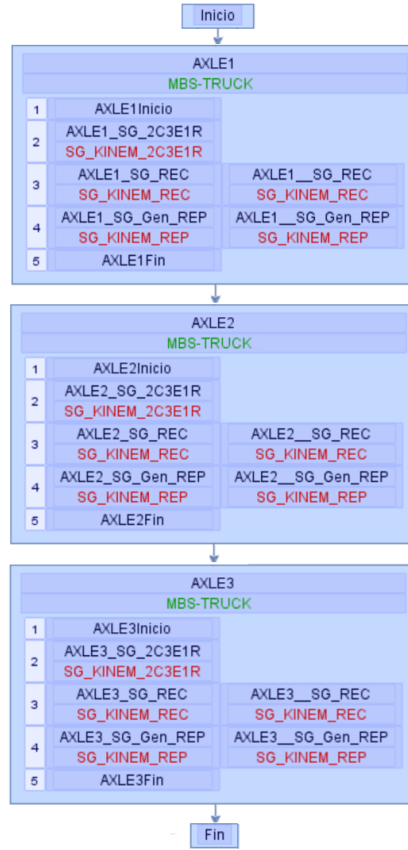 Inicio
AXLE1
MBS-TRUCK
1 AXLE1Inicio
2 AXLE1_SG_2C3E1R
SG_KINEM_2C3E1R
3 AXLE1_SG_REC AXLE1__SG_REC
SG_KINEM_REC SG_KINEM_REC
4 AXLE1_SG_Gen_REP AXLE1__SG_Gen_REP
SG_KINEM_REP SG_KINEM_REP
5 AXLE1Fin
AXLE2
MBS-TRUCK
1 AXLE2Inicio
2 AXLE2_SG_2C3E1R
SG_KINEM_2C3E1R
3 AXLE2_SG_REC AXLE2__SG_REC
SG_KINEM_REC SG_KINEM_REC
4 AXLE2_SG_Gen_REP AXLE2__SG_Gen_REP
SG_KINEM_REP SG_KINEM_REP
5 AXLE2Fin
AXLE3
MBS-TRUCK
1 AXLE3Inicio
2 AXLE3_SG_2C3E1R
SG_KINEM_2C3E1R
3 AXLE3_SG_REC AXLE3__SG_REC
SG_KINEM_REC SG_KINEM_REC
4 AXLE3_SG_Gen_REP AXLE3__SG_Gen_REP
SG_KINEM_REP SG_KINEM_REP
5 AXLE3Fin
Fin